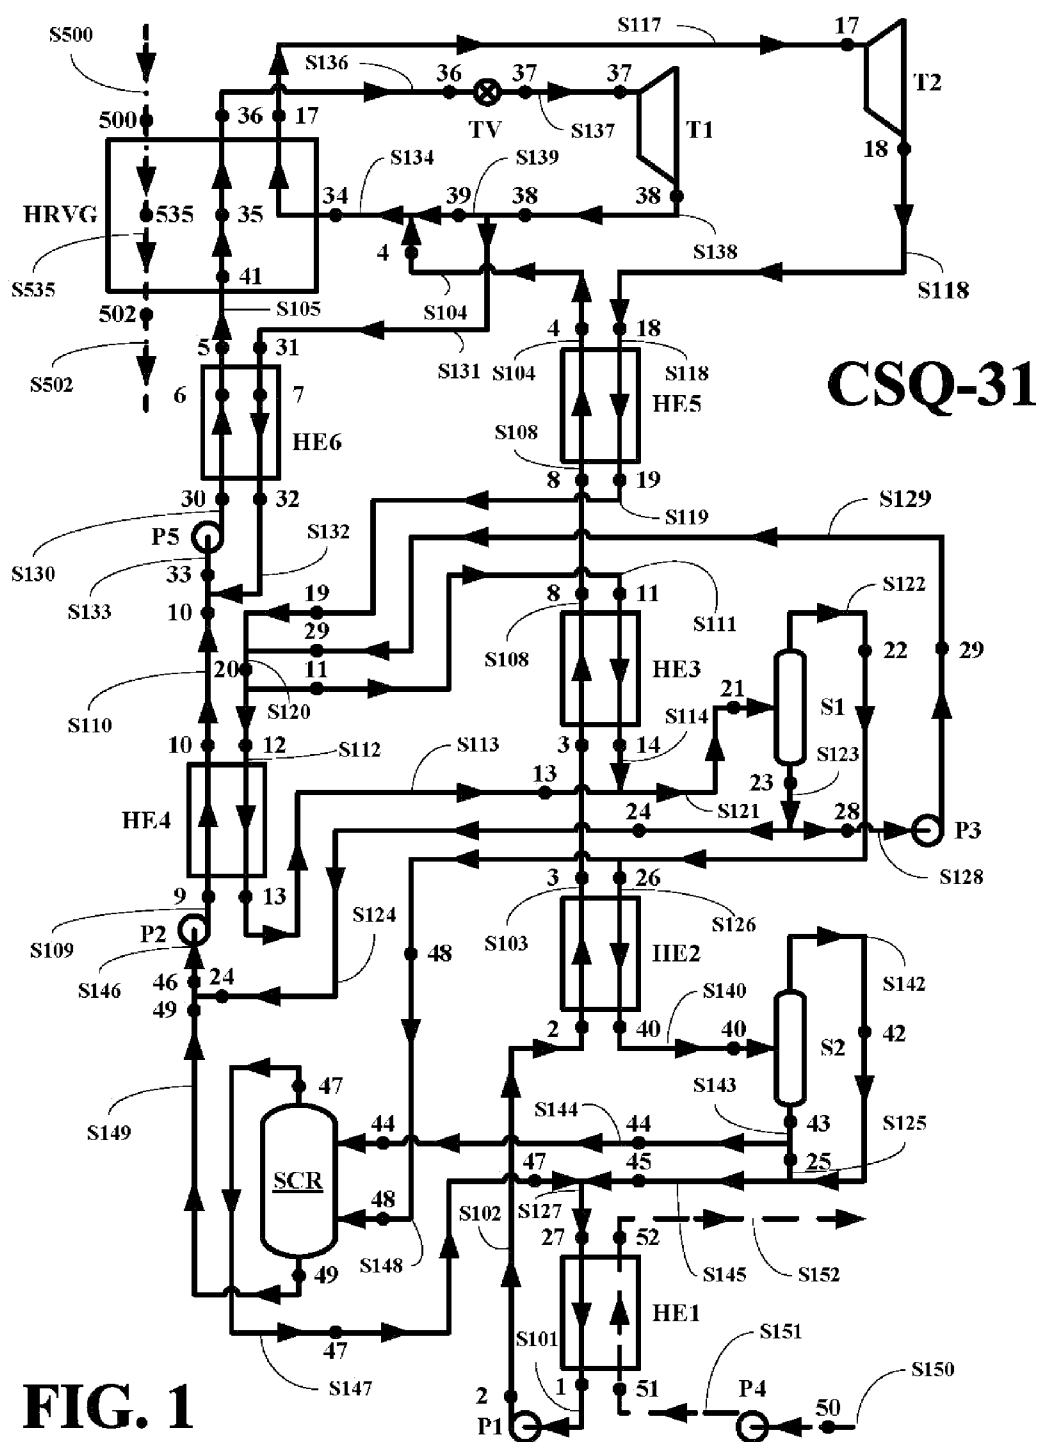 S117
17
S500
S136
36
37
37
T2
TV
S137
T1
500
36
17
18
S134
S139
34
39
38
38
HRVG
535
35
S138
4
S535
41
S118
502
S105
S104
4
18
5
31
S131
S104
S118
CSQ-31
S502
6
7
HE5
S108
HE6
30
32
8
19
S129
P5
S132
S119
S130
33
S122
19
8
11
S133
10
S111
29
S108
22
29
20
11
HE3
21
S1
S110
S120
S114
10
12
S112
S113
3
14
S123
13
23
HE4
S121
24
28
P3
S128
9
13
3
26
S124
S126
S109
P2
S103
48
HE2
S142
S146
46
24
S140
49
2
40
40
S2
42
S143
47
S144
S125
S149
44
44
43
25
SCR
47
45
48
S127
S102
27
52
S148
S145
S152
49
HE1
S101
S151
47
S147
1
51
P4
S150
2
50
P1
FIG. 1